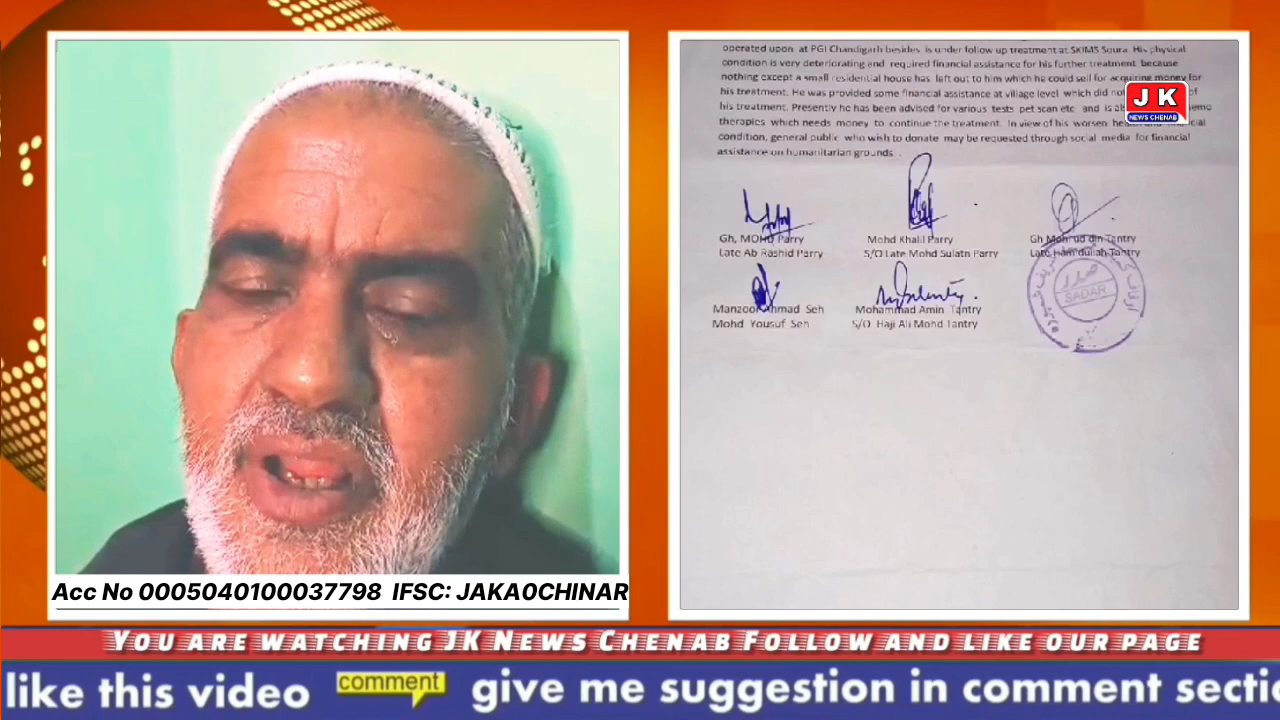 operated upon at PGI Chandigarh besides is under follow up treatment at SKIMS Soura. His physical
condition is very deteriorating and required financial assistance for his further treatment because
nothing except a small residential house has left out to him which he could sell for acquiring money for
his treatment. He was provided some financial assistance at village level which did of
his treatment. Presently he has been advised for various tests pet scan etc and is
therapies which needs money to continue the treatment. In view of his worsen
condition, general public who wish to donate may be requested through social media for financial
assistance on humanitarian grounds .
J K
NEWS CHENAB
Gh, MOHD Parry Mohd Khalil Parry Gh Mohi ud din Tantry
Late Ab Rashid Parry S/O Late Mohd Sulatn Parry Late Hamidullah Tantry
SADAR
صدر
Manzoor Ahmad Seh Mohammad Amin Tantry
Mohd Yousuf Seh S/O Haji Ali Mohd Tantry
Acc No 0005040100037798 IFSC: JAKA0CHINAR
YOU ARE WATCHING JK NEWS CHENAB FOLLOW AND LIKE OUR PAGE
like this video comment give me suggestion in comment sectio